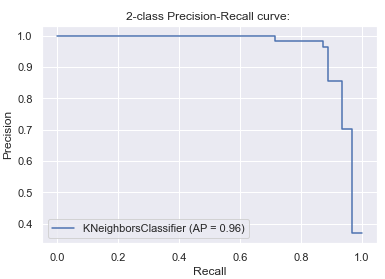 2-class Precision-Recall curve:
1.0
0.9
0.8
0.7
0.6
0.5
0.4
Precision
KNeighborsClassifier (AP = 0.96)
0.0 0.2 0.4 0.6 0.8 1.0
Recall